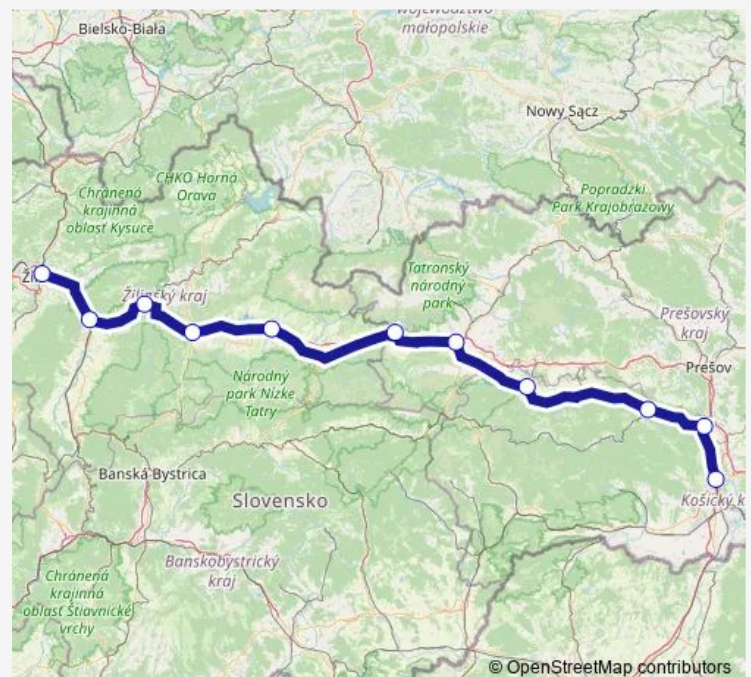 województwo
małopolskie
Bielsko-Biała
Nowy Sącz
CHKO Horná
Orava
Chránená
krajinná
oblasť Kysuce
Popradzki
Park Krajobrazowy
Tatranský
národný
park
Ži
Žilinský kraj
Prešovský
kraj
Prešov
Národný
park Nízke
Tatry
Banská Bystrica
Slovensko
Košický k
Banskobystrický
kraj
Chránená
krajinná
oblasť Štiavnické
vrchy
© OpenStreetMap contributors